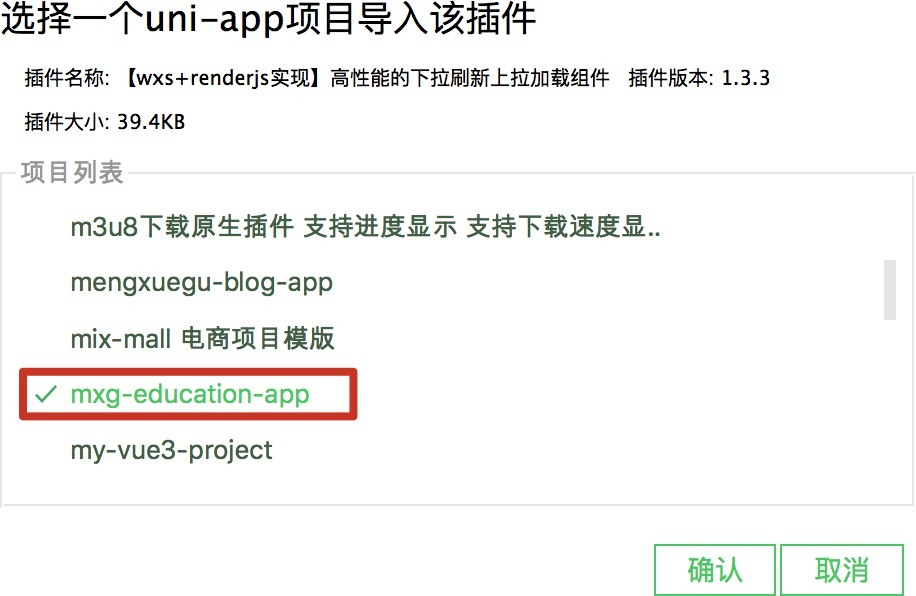 选择一个uni-app项目导入该插件
插件名称: 【wxs+renderjs实现】高性能的下拉刷新上拉加载组件 插件版本: 1.3.3
插件大小: 39.4KB
项目列表
m3u8下载原生插件 支持进度显示 支持下载速度显..
mengxuegu-blog-app
mix-mall 电商项目模版
mxg-education-app
my-vue3-project
确认 取消